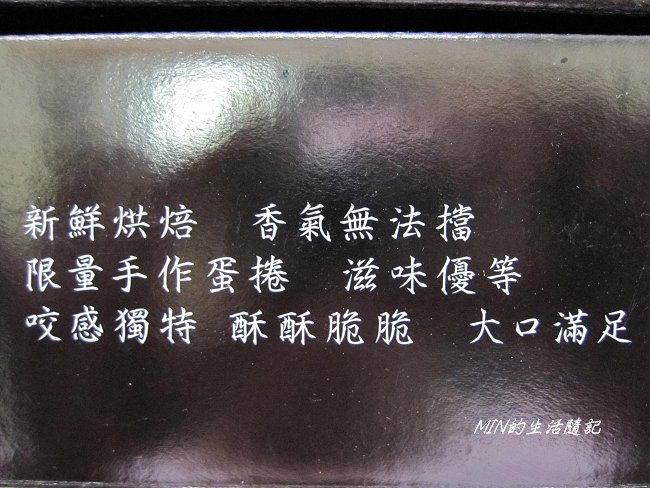 新鮮烘焙　香氣無法擋
限量手作蛋捲　滋味優等
咬感獨特 酥酥脆脆　大口滿足
MIN的生活隨記